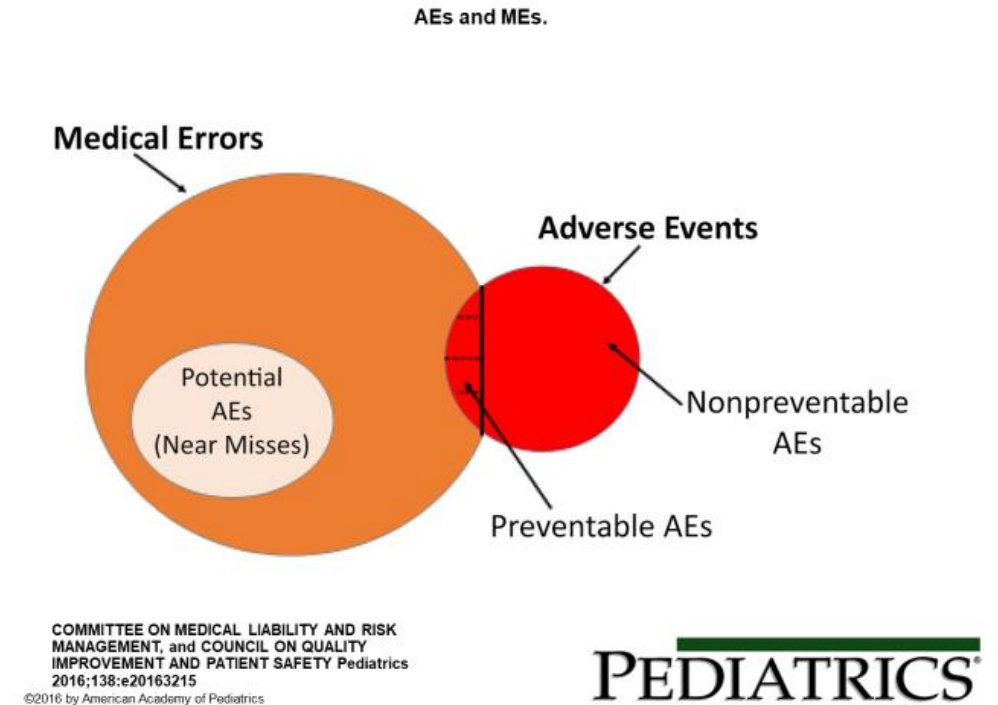 AEs and MEs.
Medical Errors
Adverse Events
Potential
AEs
(Near Misses)
Nonpreventable
AEs
Preventable AEs
COMMITTEE ON MEDICAL LIABILITY AND RISK
MANAGEMENT, and COUNCIL ON QUALITY
IMPROVEMENT AND PATIENT SAFETY Pediatrics
2016;138:e20163215
©2016 by American Academy of Pediatrics
PEDIATRICS®